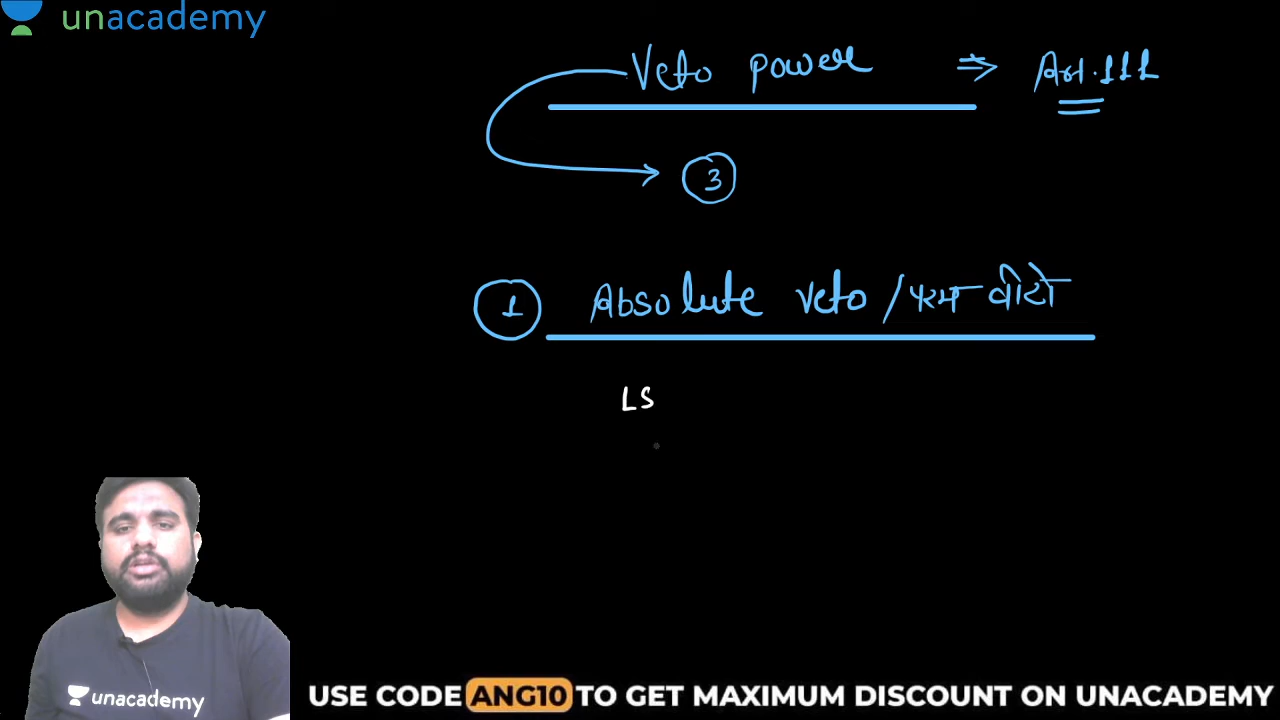 unacademy
Veto power ⇒ Art.111
3
1 Absolute veto / परम वीटो
LS
unacademy
USE CODE ANG10 TO GET MAXIMUM DISCOUNT ON UNACADEMY